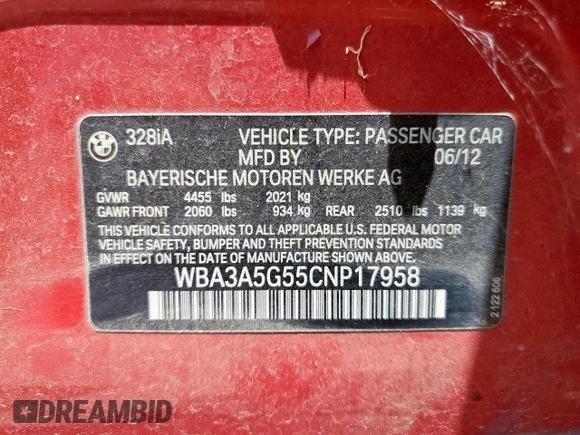 328iA VEHICLE TYPE: PASSENGER CAR
MFD BY 06/12
BAYERISCHE MOTOREN WERKE AG
GVWR 4455 lbs 2021 kg
GAWR FRONT 2060 lbs 934 kg REAR 2510 lbs 1139 kg
THIS VEHICLE CONFORMS TO ALL APPLICABLE U.S. FEDERAL MOTOR
VEHICLE SAFETY, BUMPER AND THEFT PREVENTION STANDARDS IN
EFFECT ON THE DATE OF MANUFACTURE SHOWN ABOVE.
WBA3A5G55CNP17958
2 122 606
DREAMBID